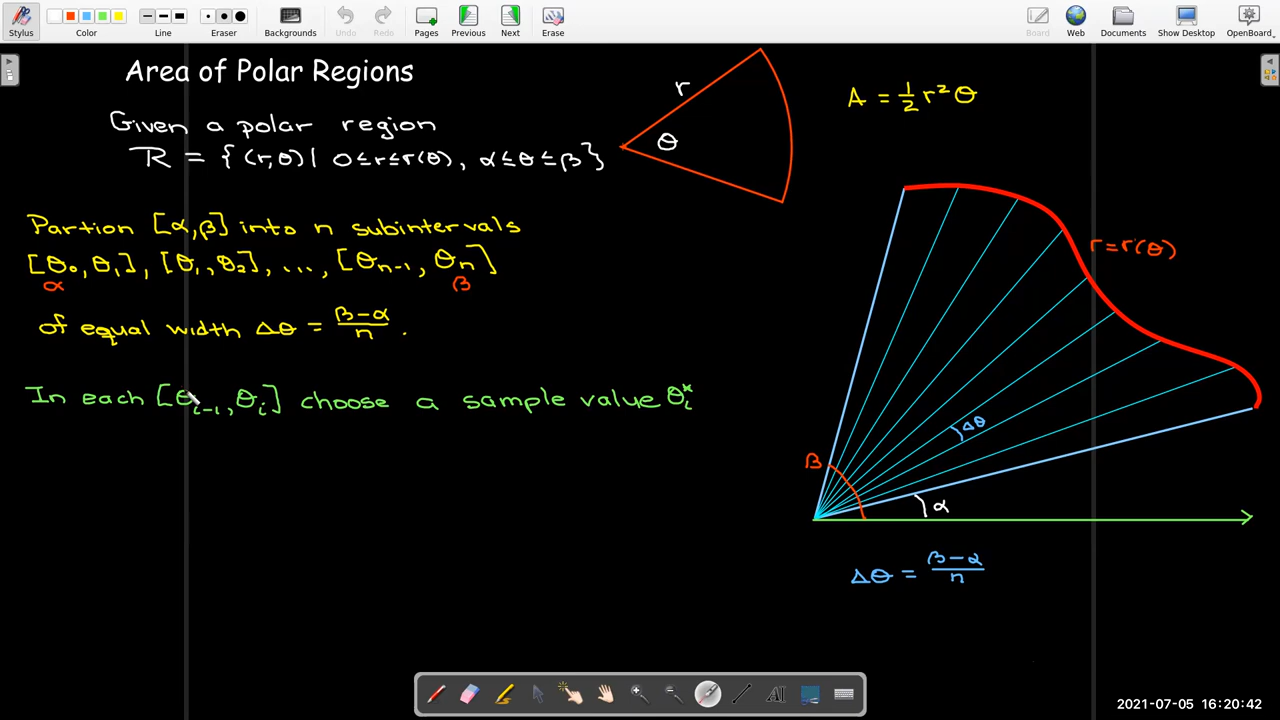 Stylus
Color
Line
Eraser
Backgrounds
Undo
Redo
Pages
Previous
Next
Erase
Board
Web
Documents
Show Desktop
OpenBoard
Area of Polar Regions
Given a polar region
R = {(r,θ) | 0≤r≤r(θ), α≤θ≤β}
r
θ
A = 1/2 r² θ
Partion [α,β] into n subintervals
[θ₀,θ₁], [θ₁,θ₂], ..., [θₙ₋₁, θₙ]
α β
of equal width Δθ = (β-α)/n .
In each [θᵢ₋₁, θᵢ] choose a sample value θᵢ*
r=r(θ)
Δθ
β
α
Δθ = (β-α)/n
AI
2021-07-05 16:20:42